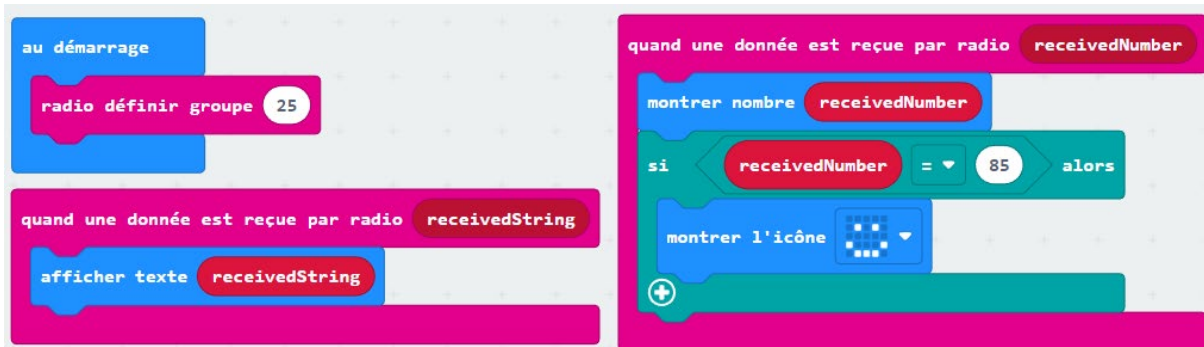 au démarrage
radio définir groupe 25
quand une donnée est reçue par radio receivedString
afficher texte receivedString
quand une donnée est reçue par radio receivedNumber
montrer nombre receivedNumber
si receivedNumber = 85 alors
montrer l'icône